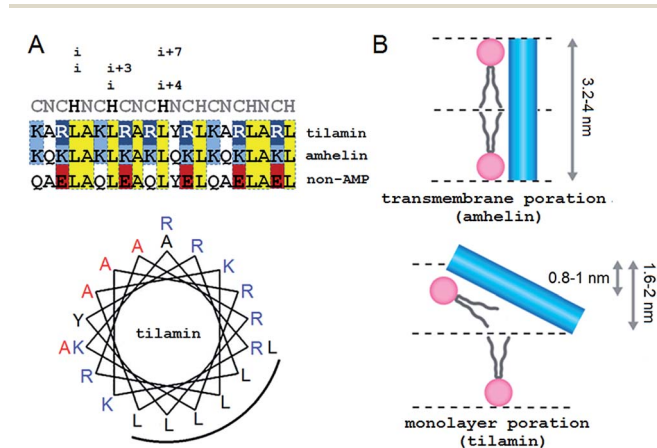 A
i i+7
i i+3
i i+4
CNCHNCHCNCHNCHCNCHNCH
KARLAKLRARLYRLKARLARL tilamin
KQKLAKLKAKLQKLKQKLAKL amhelin
QAELAQLEAQLYELQAELAEL non-AMP
R
A A A R
A K
A R
Y R
tilamin
A K R L
R L
K L
L L L
B
3.2-4 nm
transmembrane poration
(amhelin)
0.8-1 nm
1.6-2 nm
monolayer poration
(tilamin)